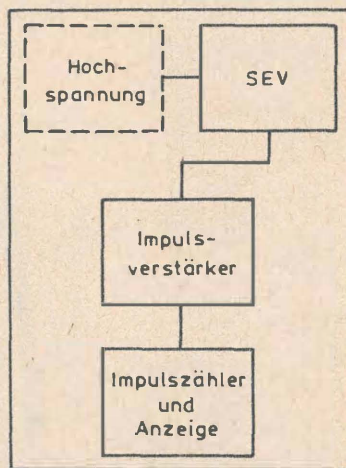 Hoch-
spannung
SEV
Impuls-
verstärker
Impulszähler
und
Anzeige